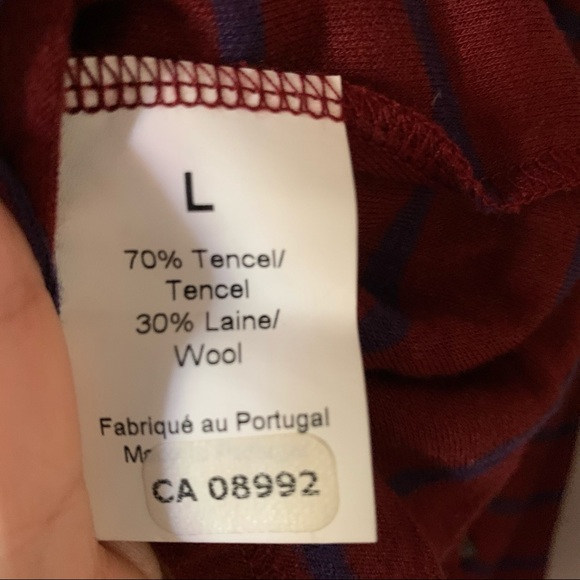 L
70% Tencel/
Tencel
30% Laine/
Wool
Fabriqué au Portugal
CA 08992